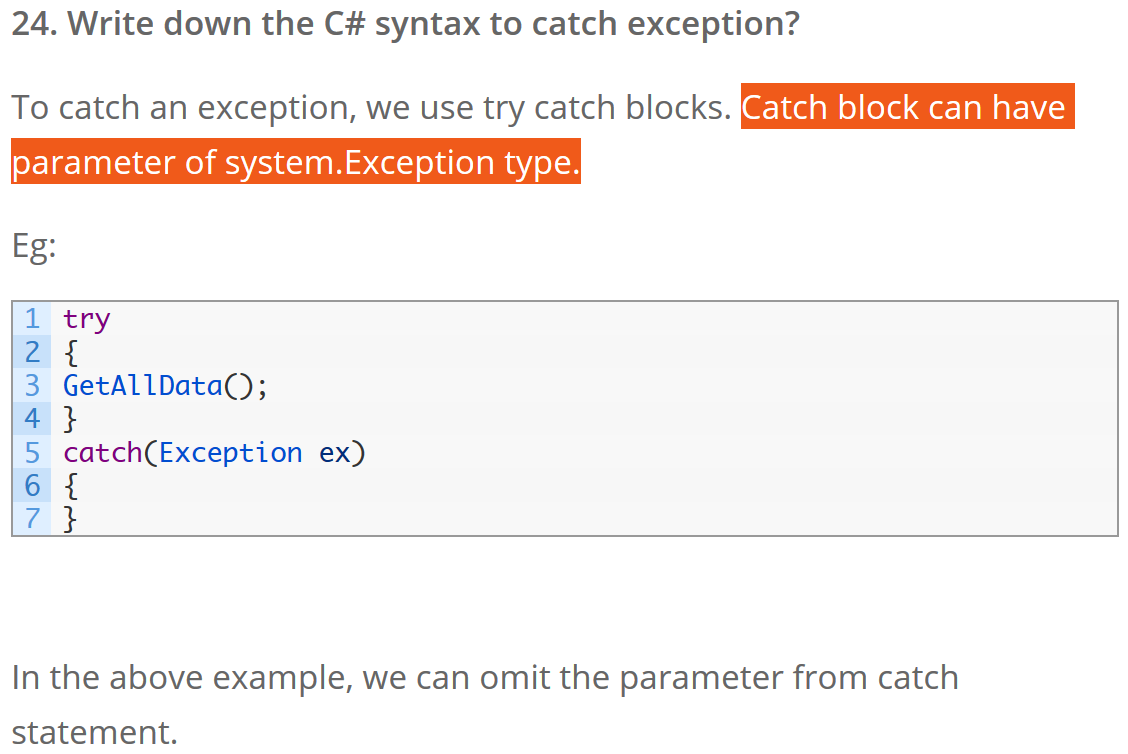 24. Write down the C# syntax to catch exception?
To catch an exception, we use try catch blocks. Catch block can have
parameter of system.Exception type.
Eg:
1 try
2 {
3 GetAllData();
4 }
5 catch(Exception ex)
6 {
7 }
In the above example, we can omit the parameter from catch
statement.